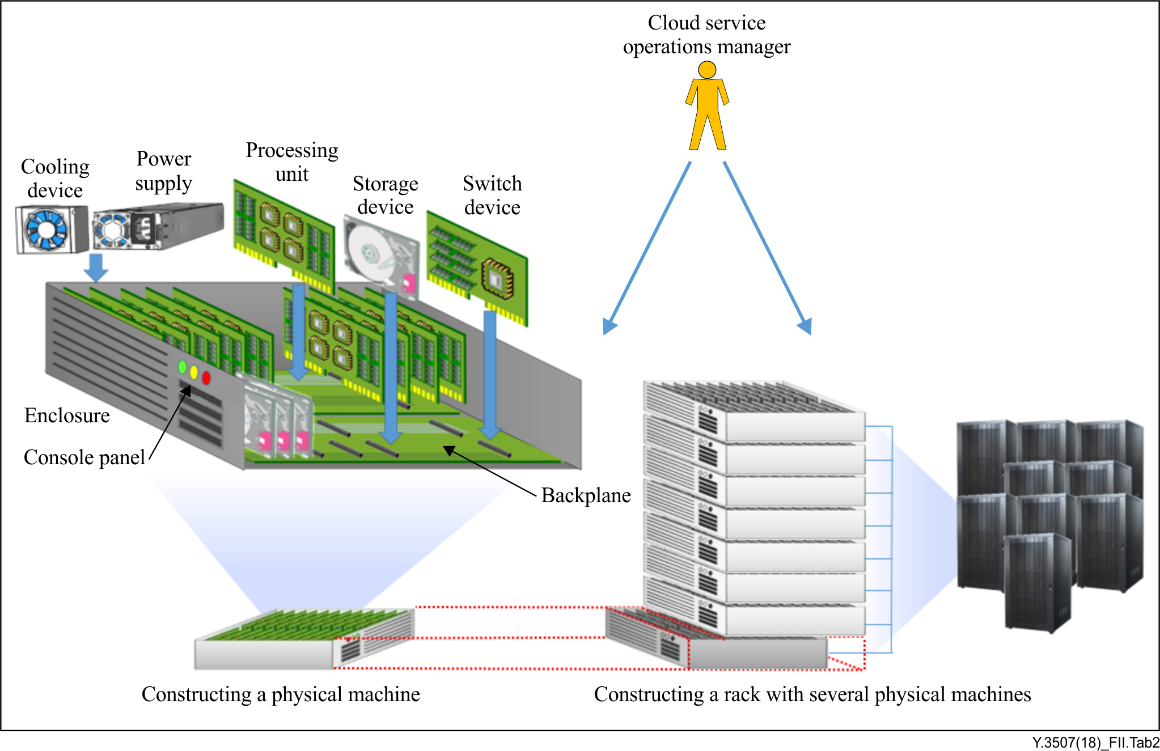 Cloud service
operations manager
Cooling
device
Power
supply
Processing
unit
Storage
device
Switch
device
Enclosure
Console panel
Backplane
Constructing a physical machine
Constructing a rack with several physical machines
Y.3507(18)_FII.Tab2